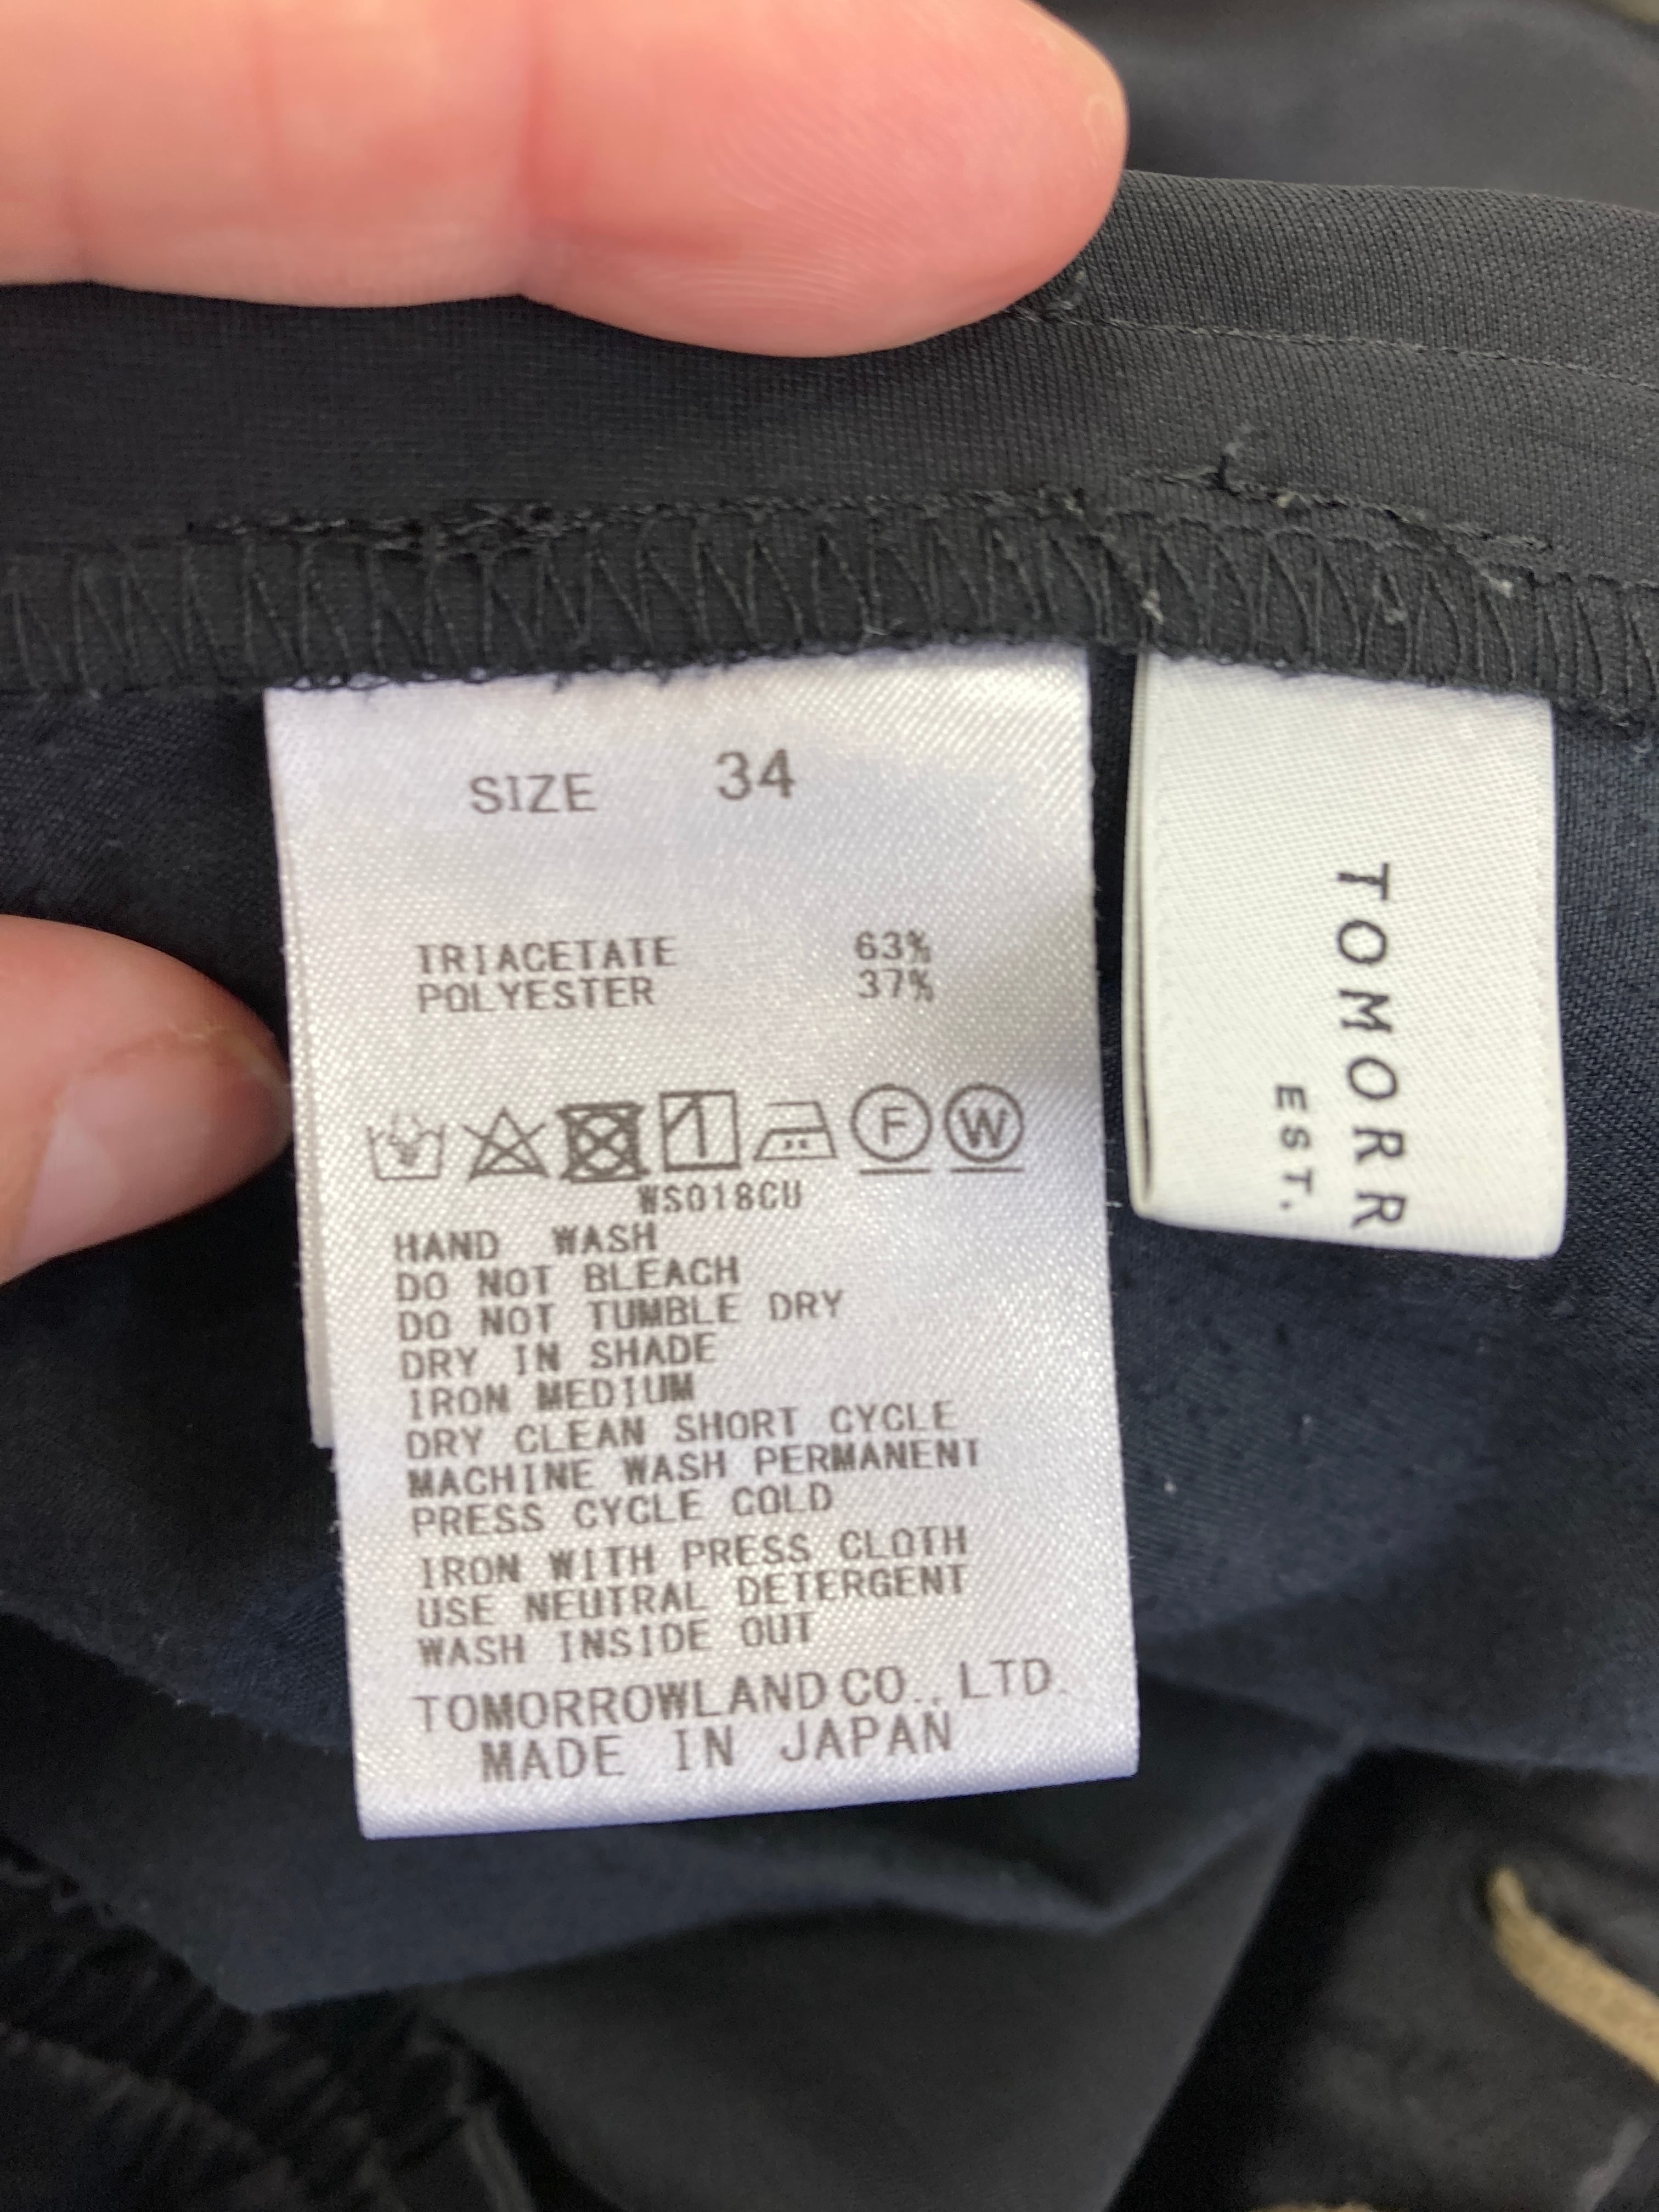 SIZE 34
TRIACETATE 63%
POLYESTER 37%
F W
WS018CU
HAND WASH
DO NOT BLEACH
DO NOT TUMBLE DRY
DRY IN SHADE
IRON MEDIUM
DRY CLEAN SHORT CYCLE
MACHINE WASH PERMANENT
PRESS CYCLE COLD
IRON WITH PRESS CLOTH
USE NEUTRAL DETERGENT
WASH INSIDE OUT
TOMORROWLAND CO., LTD.
MADE IN JAPAN
TOMORR
EST.